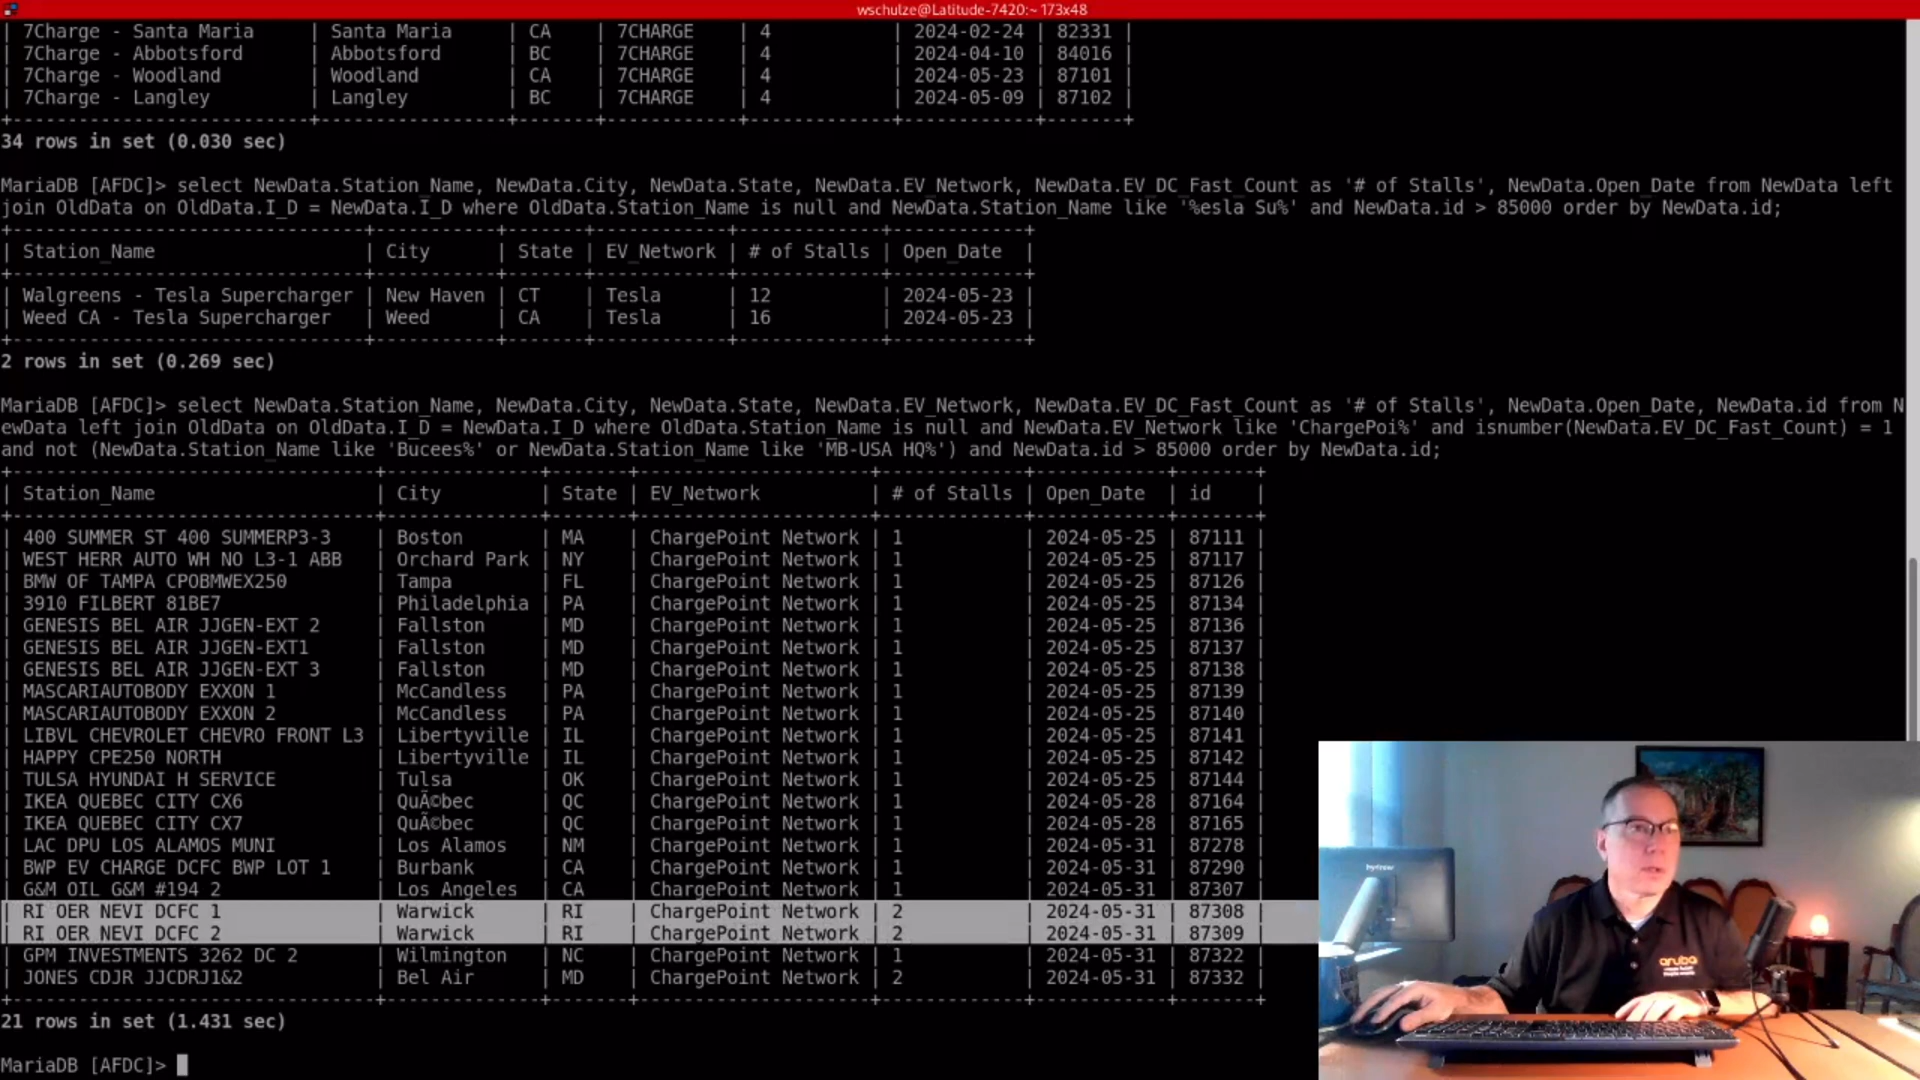 wschulze@Latitude-7420:~ 173x48
| 7Charge - Santa Maria | Santa Maria | CA | 7CHARGE | 4 | 2024-02-24 | 82331 |
| 7Charge - Abbotsford | Abbotsford | BC | 7CHARGE | 4 | 2024-04-10 | 84016 |
| 7Charge - Woodland | Woodland | CA | 7CHARGE | 4 | 2024-05-23 | 87101 |
| 7Charge - Langley | Langley | BC | 7CHARGE | 4 | 2024-05-09 | 87102 |
34 rows in set (0.030 sec)
MariaDB [AFDC]> select NewData.Station_Name, NewData.City, NewData.State, NewData.EV_Network, NewData.EV_DC_Fast_Count as '# of Stalls', NewData.Open_Date from NewData left
join OldData on OldData.I_D = NewData.I_D where OldData.Station_Name is null and NewData.Station_Name like '%esla Su%' and NewData.id > 85000 order by NewData.id;
| Station_Name | City | State | EV_Network | # of Stalls | Open_Date |
| Walgreens - Tesla Supercharger | New Haven | CT | Tesla | 12 | 2024-05-23 |
| Weed CA - Tesla Supercharger | Weed | CA | Tesla | 16 | 2024-05-23 |
2 rows in set (0.269 sec)
MariaDB [AFDC]> select NewData.Station_Name, NewData.City, NewData.State, NewData.EV_Network, NewData.EV_DC_Fast_Count as '# of Stalls', NewData.Open_Date, NewData.id from N
ewData left join OldData on OldData.I_D = NewData.I_D where OldData.Station_Name is null and NewData.EV_Network like 'ChargePoi%' and isnumber(NewData.EV_DC_Fast_Count) = 1
and not (NewData.Station_Name like 'Bucees%' or NewData.Station_Name like 'MB-USA HQ%') and NewData.id > 85000 order by NewData.id;
| Station_Name | City | State | EV_Network | # of Stalls | Open_Date | id |
| 400 SUMMER ST 400 SUMMERP3-3 | Boston | MA | ChargePoint Network | 1 | 2024-05-25 | 87111 |
| WEST HERR AUTO WH NO L3-1 ABB | Orchard Park | NY | ChargePoint Network | 1 | 2024-05-25 | 87117 |
| BMW OF TAMPA CPOBMWEX250 | Tampa | FL | ChargePoint Network | 1 | 2024-05-25 | 87126 |
| 3910 FILBERT 81BE7 | Philadelphia | PA | ChargePoint Network | 1 | 2024-05-25 | 87134 |
| GENESIS BEL AIR JJGEN-EXT 2 | Fallston | MD | ChargePoint Network | 1 | 2024-05-25 | 87136 |
| GENESIS BEL AIR JJGEN-EXT1 | Fallston | MD | ChargePoint Network | 1 | 2024-05-25 | 87137 |
| GENESIS BEL AIR JJGEN-EXT 3 | Fallston | MD | ChargePoint Network | 1 | 2024-05-25 | 87138 |
| MASCARIAUTOBODY EXXON 1 | McCandless | PA | ChargePoint Network | 1 | 2024-05-25 | 87139 |
| MASCARIAUTOBODY EXXON 2 | McCandless | PA | ChargePoint Network | 1 | 2024-05-25 | 87140 |
| LIBVL CHEVROLET CHEVRO FRONT L3 | Libertyville | IL | ChargePoint Network | 1 | 2024-05-25 | 87141 |
| HAPPY CPE250 NORTH | Libertyville | IL | ChargePoint Network | 1 | 2024-05-25 | 87142 |
| TULSA HYUNDAI H SERVICE | Tulsa | OK | ChargePoint Network | 1 | 2024-05-25 | 87144 |
| IKEA QUEBEC CITY CX6 | QuÃ©bec | QC | ChargePoint Network | 1 | 2024-05-28 | 87164 |
| IKEA QUEBEC CITY CX7 | QuÃ©bec | QC | ChargePoint Network | 1 | 2024-05-28 | 87165 |
| LAC DPU LOS ALAMOS MUNI | Los Alamos | NM | ChargePoint Network | 1 | 2024-05-31 | 87278 |
| BWP EV CHARGE DCFC BWP LOT 1 | Burbank | CA | ChargePoint Network | 1 | 2024-05-31 | 87290 |
| G&M OIL G&M #194 2 | Los Angeles | CA | ChargePoint Network | 1 | 2024-05-31 | 87307 |
| RI OER NEVI DCFC 1 | Warwick | RI | ChargePoint Network | 2 | 2024-05-31 | 87308 |
| RI OER NEVI DCFC 2 | Warwick | RI | ChargePoint Network | 2 | 2024-05-31 | 87309 |
| GPM INVESTMENTS 3262 DC 2 | Wilmington | NC | ChargePoint Network | 1 | 2024-05-31 | 87322 |
| JONES CDJR JJCDRJ1&2 | Bel Air | MD | ChargePoint Network | 2 | 2024-05-31 | 87332 |
21 rows in set (1.431 sec)
MariaDB [AFDC]>
aruba